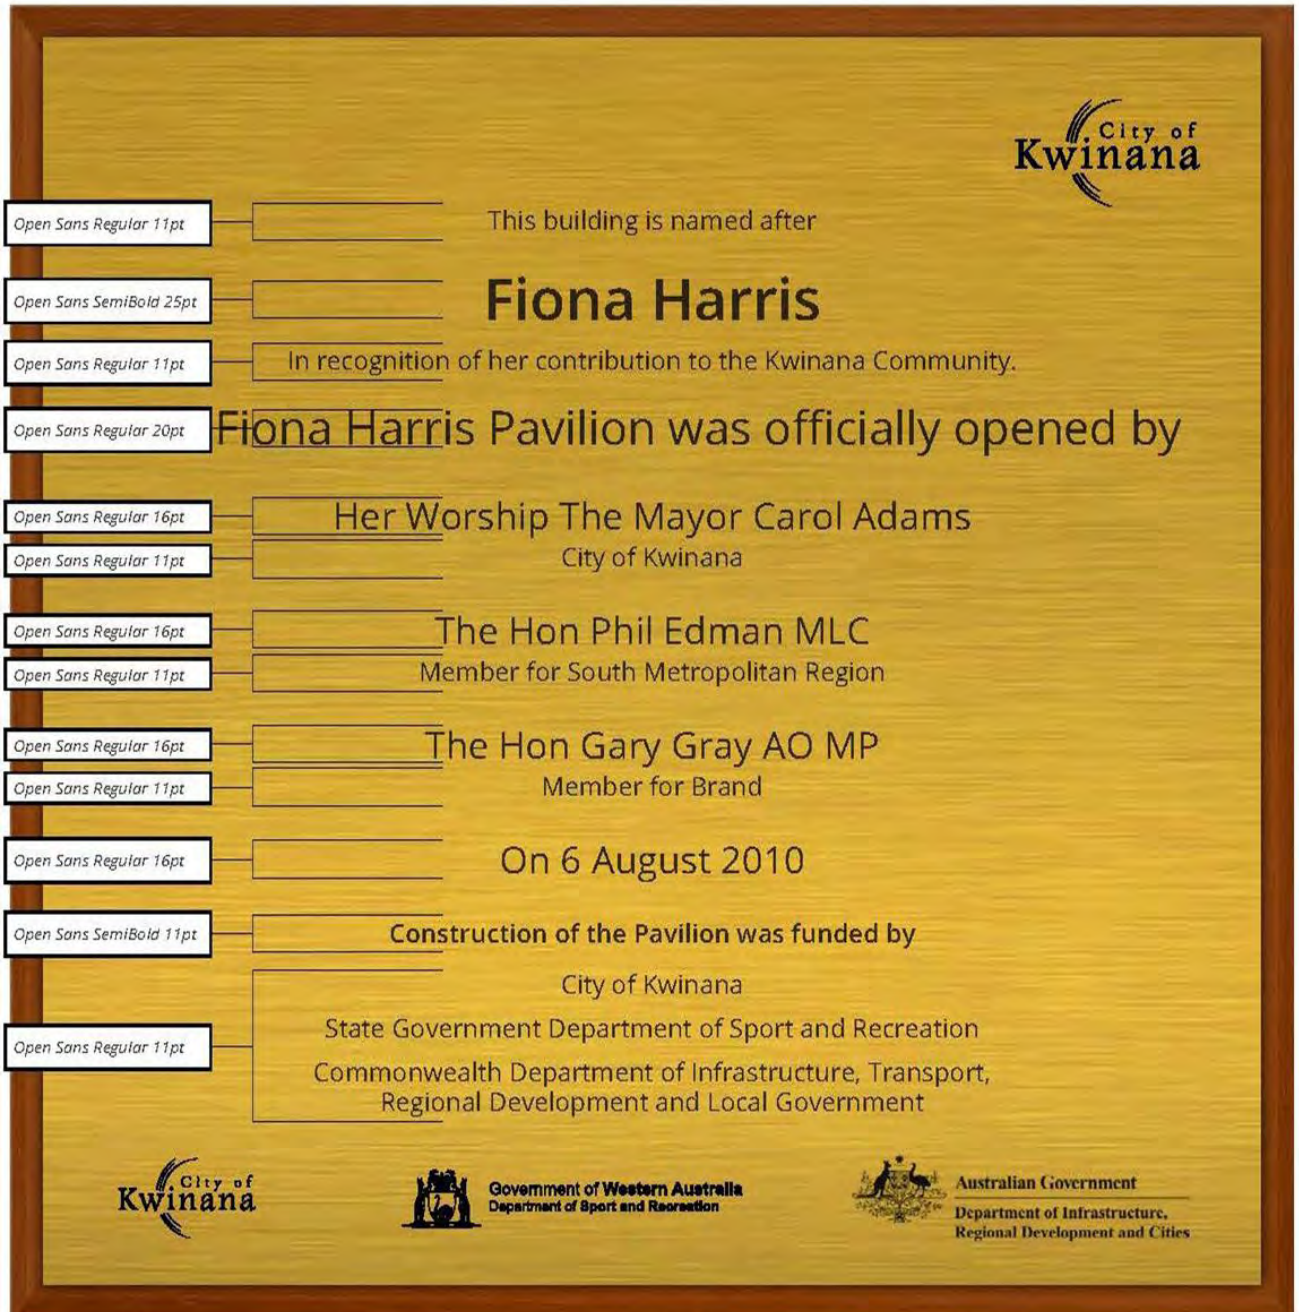 City of
Kwinana
Open Sans Regular 11pt
This building is named after
Open Sans SemiBold 25pt
Fiona Harris
Open Sans Regular 11pt
In recognition of her contribution to the Kwinana Community.
Open Sans Regular 20pt
Fiona Harris Pavilion was officially opened by
Open Sans Regular 16pt
Her Worship The Mayor Carol Adams
Open Sans Regular 11pt
City of Kwinana
Open Sans Regular 16pt
The Hon Phil Edman MLC
Open Sans Regular 11pt
Member for South Metropolitan Region
Open Sans Regular 16pt
The Hon Gary Gray AO MP
Open Sans Regular 11pt
Member for Brand
Open Sans Regular 16pt
On 6 August 2010
Open Sans SemiBold 11pt
Construction of the Pavilion was funded by
Open Sans Regular 11pt
City of Kwinana
State Government Department of Sport and Recreation
Commonwealth Department of Infrastructure, Transport,
Regional Development and Local Government
City of
Kwinana
Government of Western Australia
Department of Sport and Recreation
Australian Government
Department of Infrastructure,
Regional Development and Cities